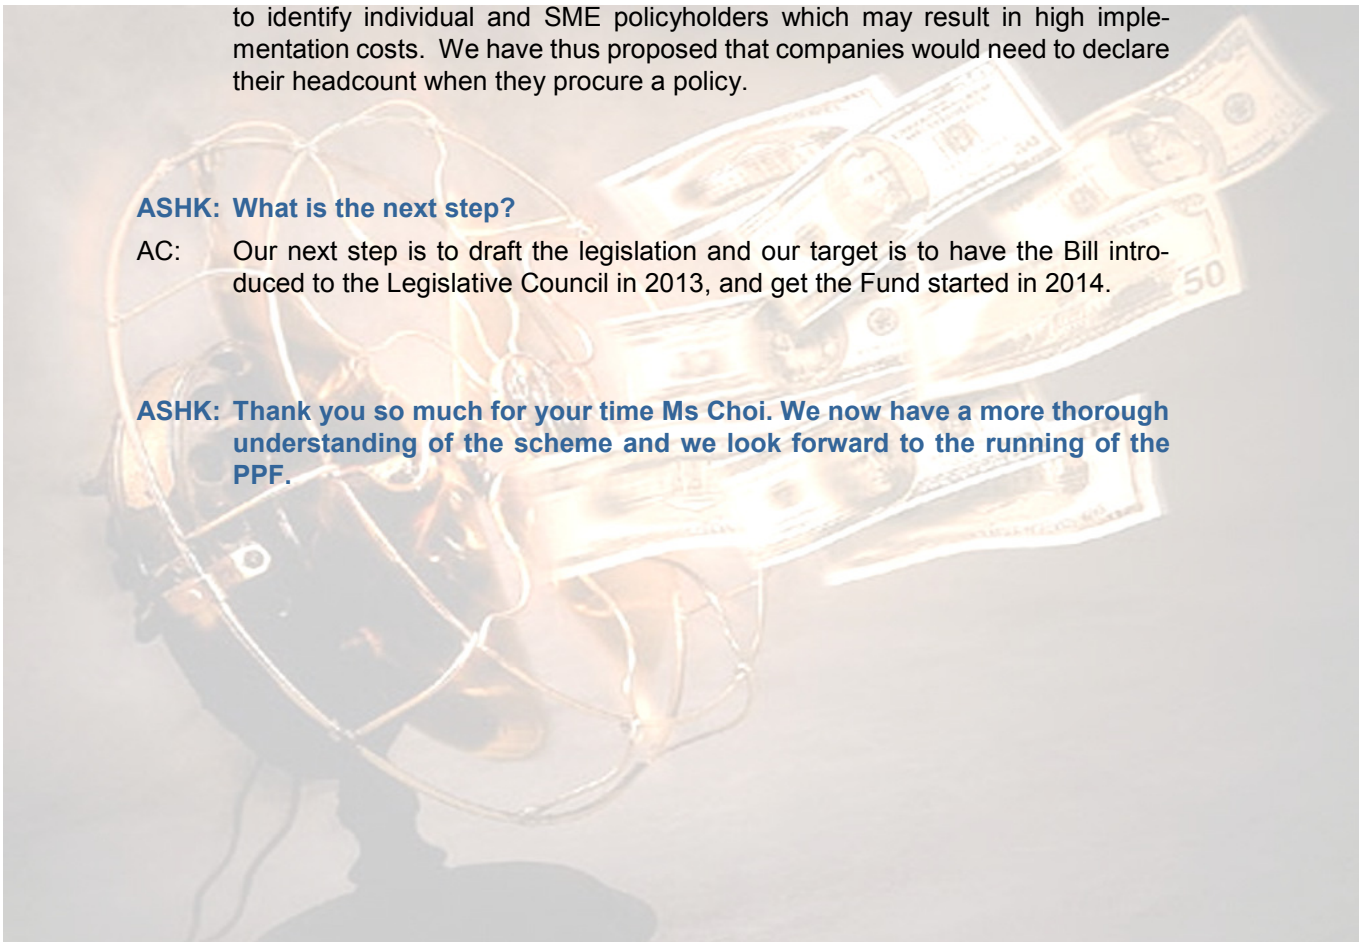 to identify individual and SME policyholders which may result in high imple-
mentation costs.  We have thus proposed that companies would need to declare
their headcount when they procure a policy.
ASHK: What is the next step?
AC: Our next step is to draft the legislation and our target is to have the Bill intro-
duced to the Legislative Council in 2013, and get the Fund started in 2014.
50
ASHK: Thank you so much for your time Ms Choi. We now have a more thorough
understanding of the scheme and we look forward to the running of the
PPF.